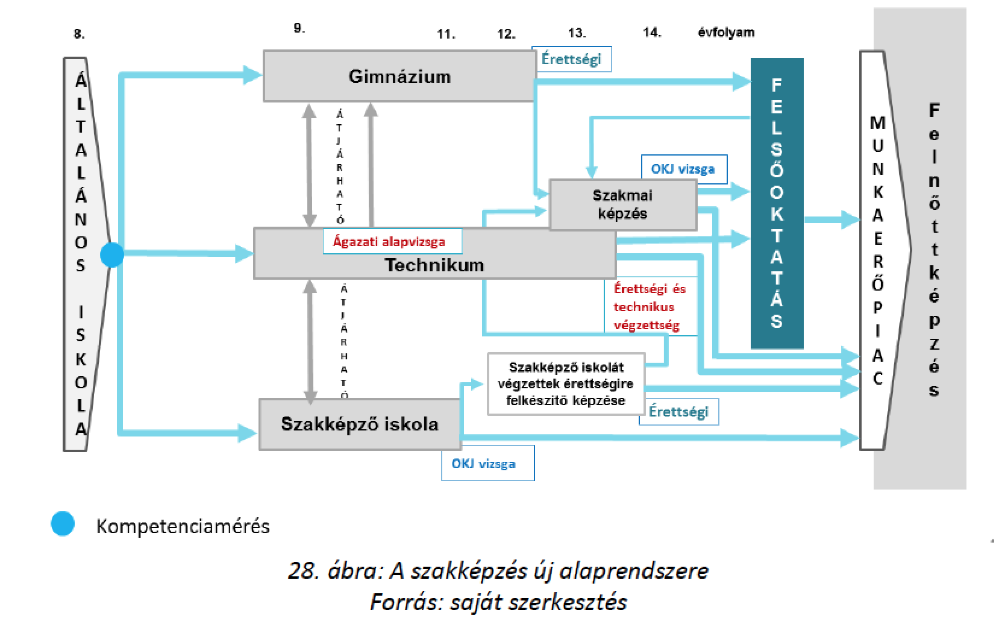 8. 9. 11. 12. 13. 14. évfolyam
ÁLTALÁNOS ISKOLA
Gimnázium
Érettségi
ÁTJÁRHATÓ
OKJ vizsga
Szakmai
képzés
Ágazati alapvizsga
Technikum
Érettségi és
technikus
végzettség
ÁTJÁRHATÓ
Szakképző iskolát
végzettek érettségire
felkészítő képzése
Érettségi
Szakképző iskola
OKJ vizsga
FELSŐOKTATÁS
MUNKAERŐPIAC
Felnőttképzés
Kompetenciamérés
28. ábra: A szakképzés új alaprendszere
Forrás: saját szerkesztés